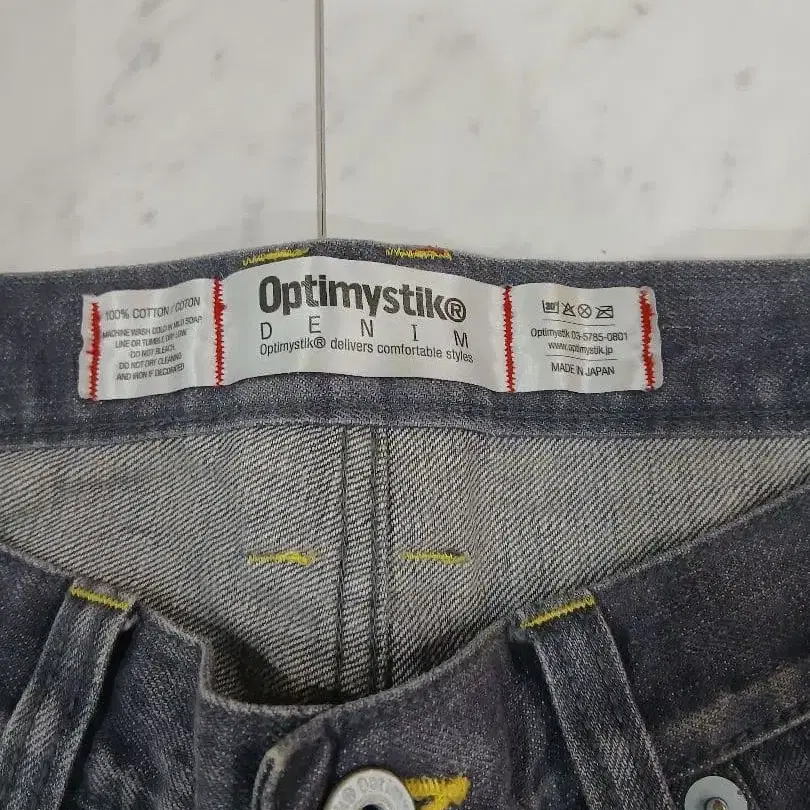 100% COTTON / COTON
MACHINE WASH COLD IN MILD SOAP.
LINE OR TUMBLE DRY LOW
DO NOT BLEACH.
DO NOT DRY CLEANING
AND IRON IF DECORATED
Optimystik®
DENIM
Optimystik® delivers comfortable styles
Optimystik 03-5785-0801
www.optimystik.jp
MADE IN JAPAN